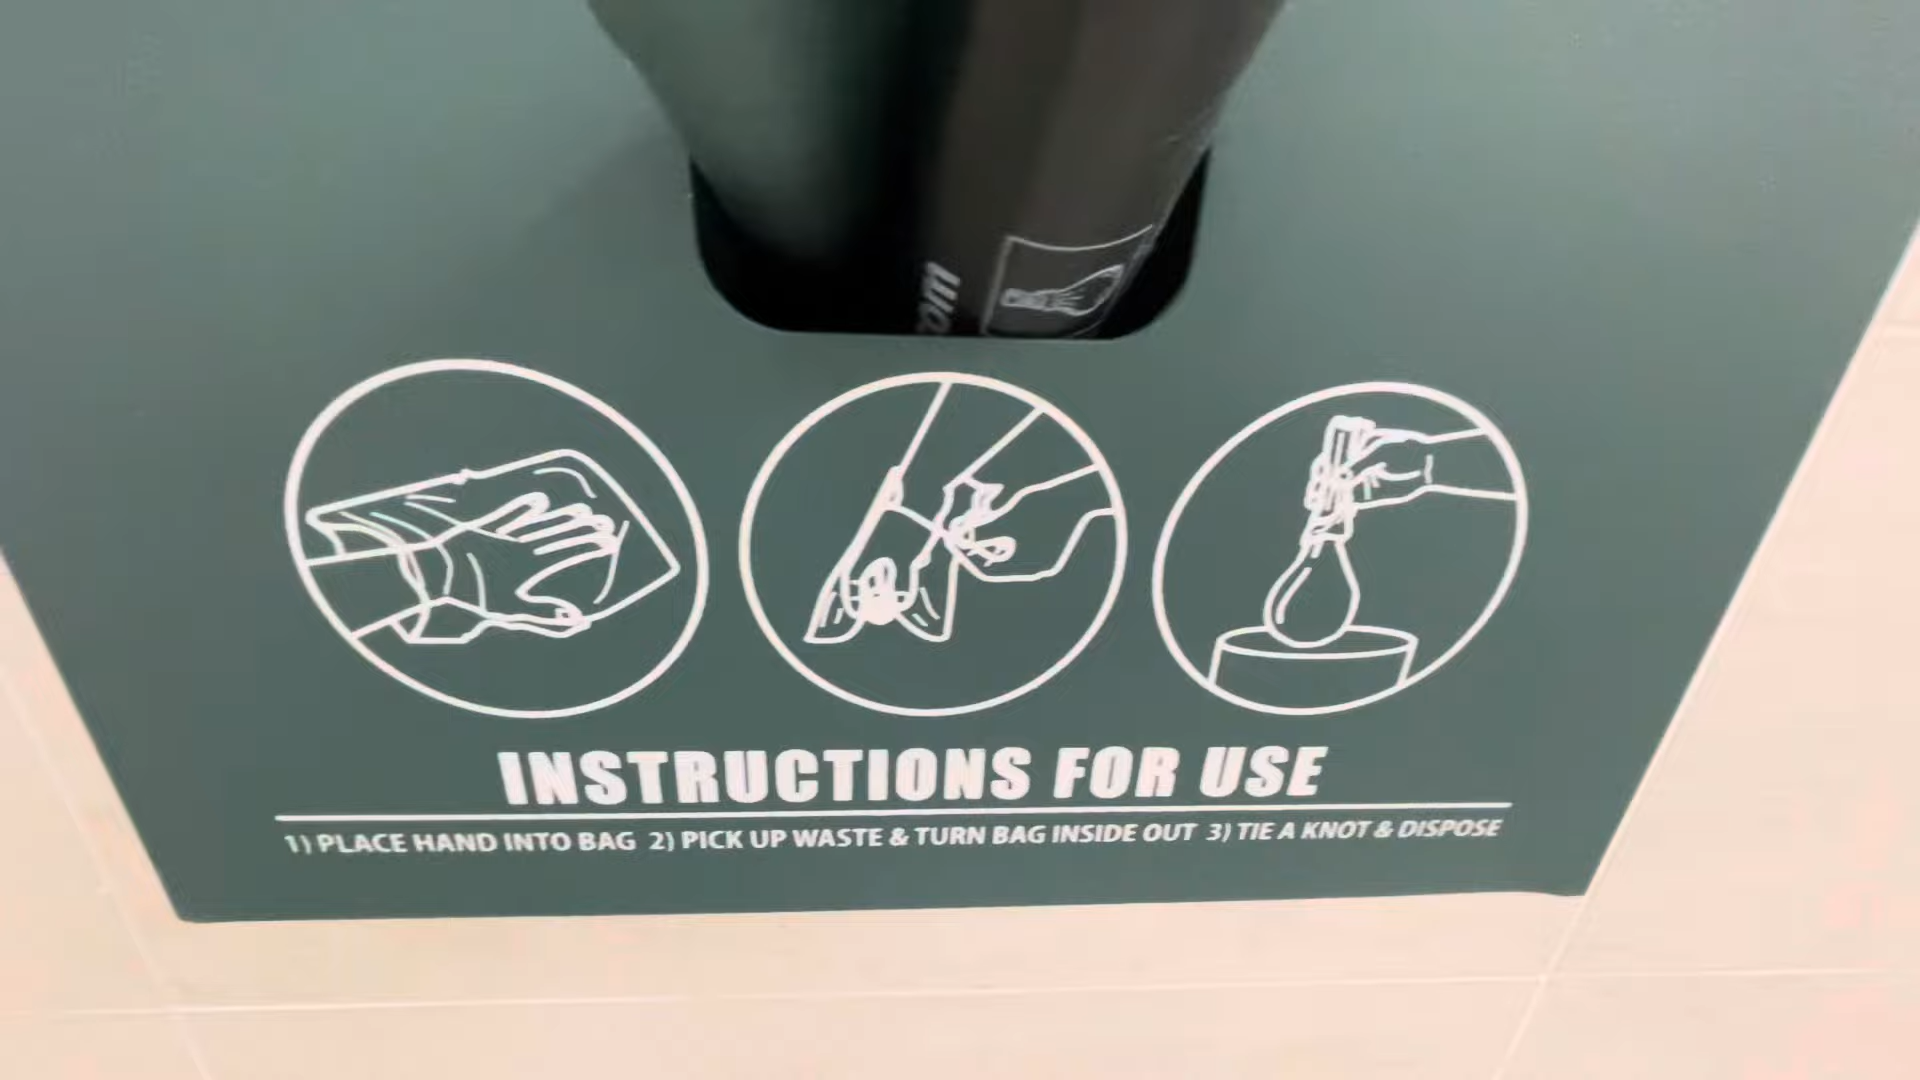 INSTRUCTIONS FOR USE
1) PLACE HAND INTO BAG 2) PICK UP WASTE & TURN BAG INSIDE OUT 3) TIE A KNOT & DISPOSE